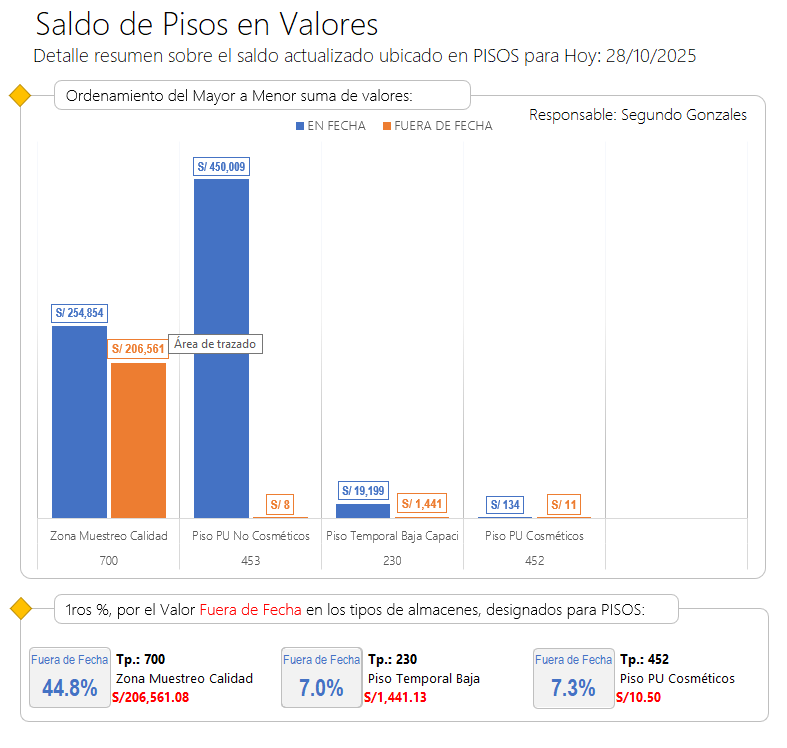 Saldo de Pisos en Valores
Detalle resumen sobre el saldo actualizado ubicado en PISOS para Hoy: 28/10/2025
Ordenamiento del Mayor a Menor suma de valores:
Responsable: Segundo Gonzales
EN FECHA FUERA DE FECHA
S/ 450,009
S/ 254,854
S/ 206,561
Área de trazado
S/ 19,199
S/ 8
S/ 1,441
S/ 134
S/ 11
Zona Muestreo Calidad Piso PU No Cosméticos Piso Temporal Baja Capaci Piso PU Cosméticos
700 453 230 452
1ros %, por el Valor Fuera de Fecha en los tipos de almacenes, designados para PISOS:
Fuera de Fecha Tp.: 700 Fuera de Fecha Tp.: 230 Fuera de Fecha Tp.: 452
44.8% Zona Muestreo Calidad 7.0% Piso Temporal Baja 7.3% Piso PU Cosméticos
S/206,561.08 S/1,441.13 S/10.50